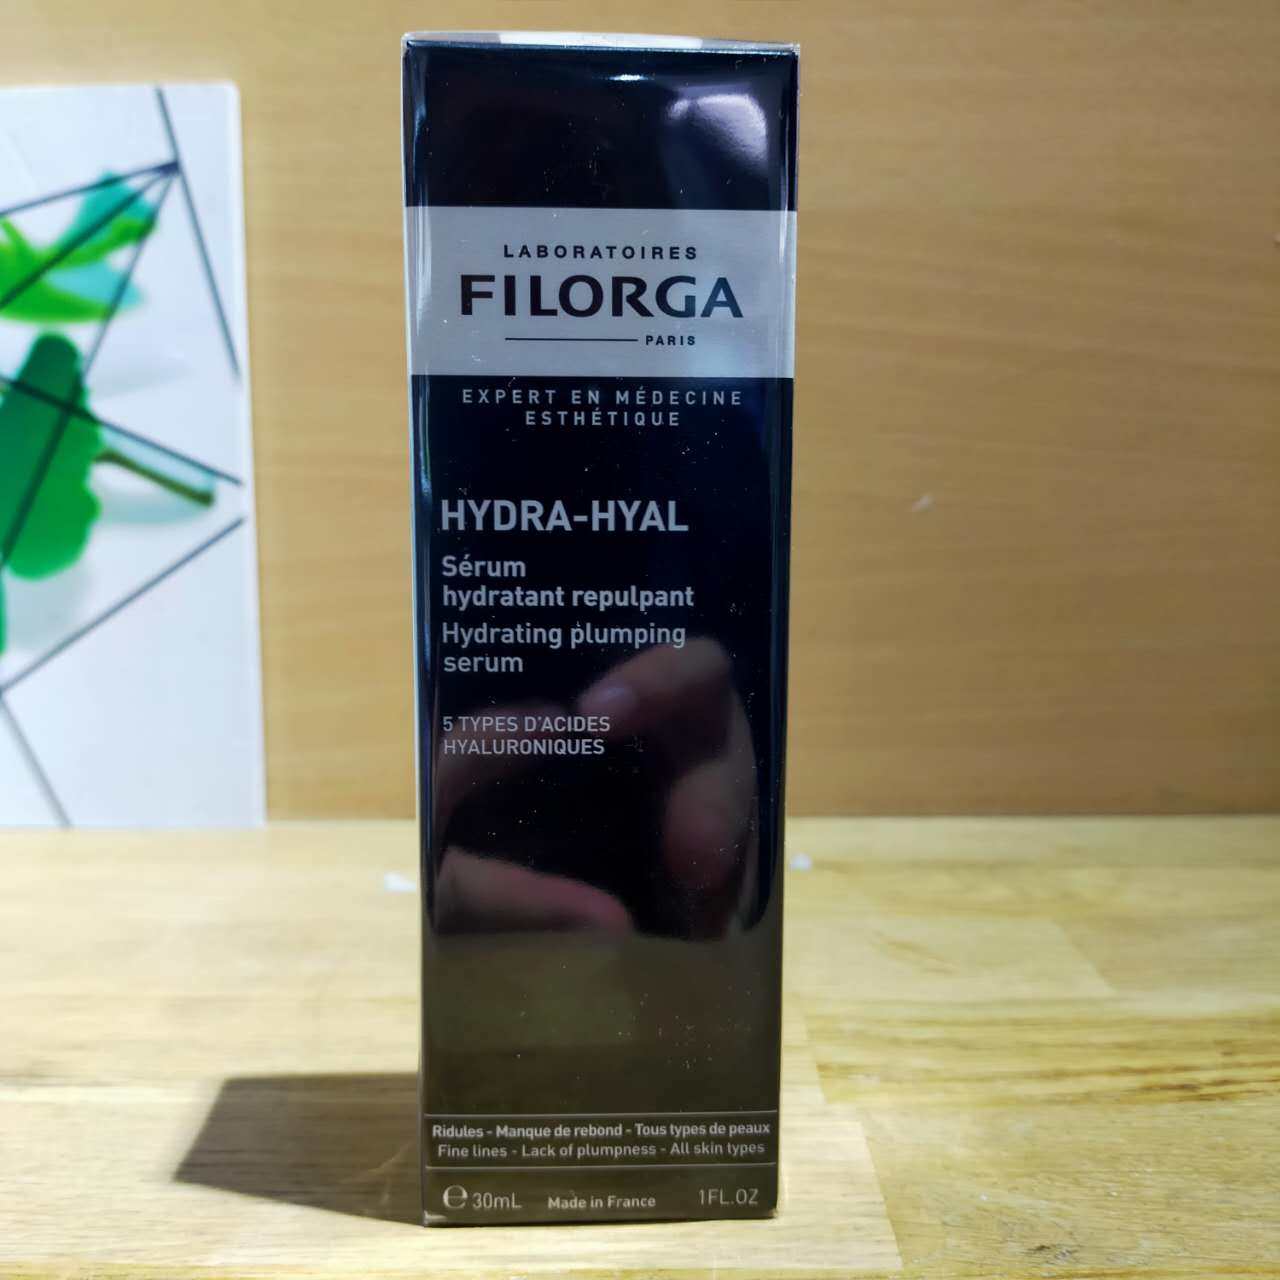 LABORATOIRES
FILORGA
PARIS
EXPERT EN MÉDECINE
ESTHÉTIQUE
HYDRA-HYAL
Sérum
hydratant repulpant
Hydrating plumping
serum
5 TYPES D'ACIDES
HYALURONIQUES
Ridules - Manque de rebond - Tous types de peaux
Fine lines - Lack of plumpness - All skin types
℮ 30mL Made in France 1FL.OZ